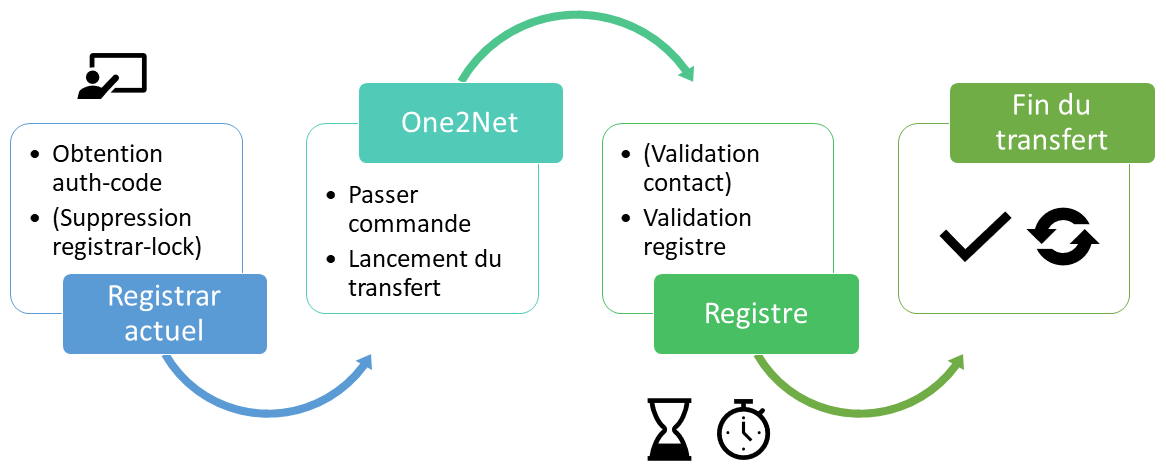 • Obtention
auth-code
• (Suppression
registrar-lock)
Registrar
actuel
One2Net
• Passer
commande
• Lancement du
transfert
• (Validation
contact)
• Validation
registre
Registre
Fin du
transfert